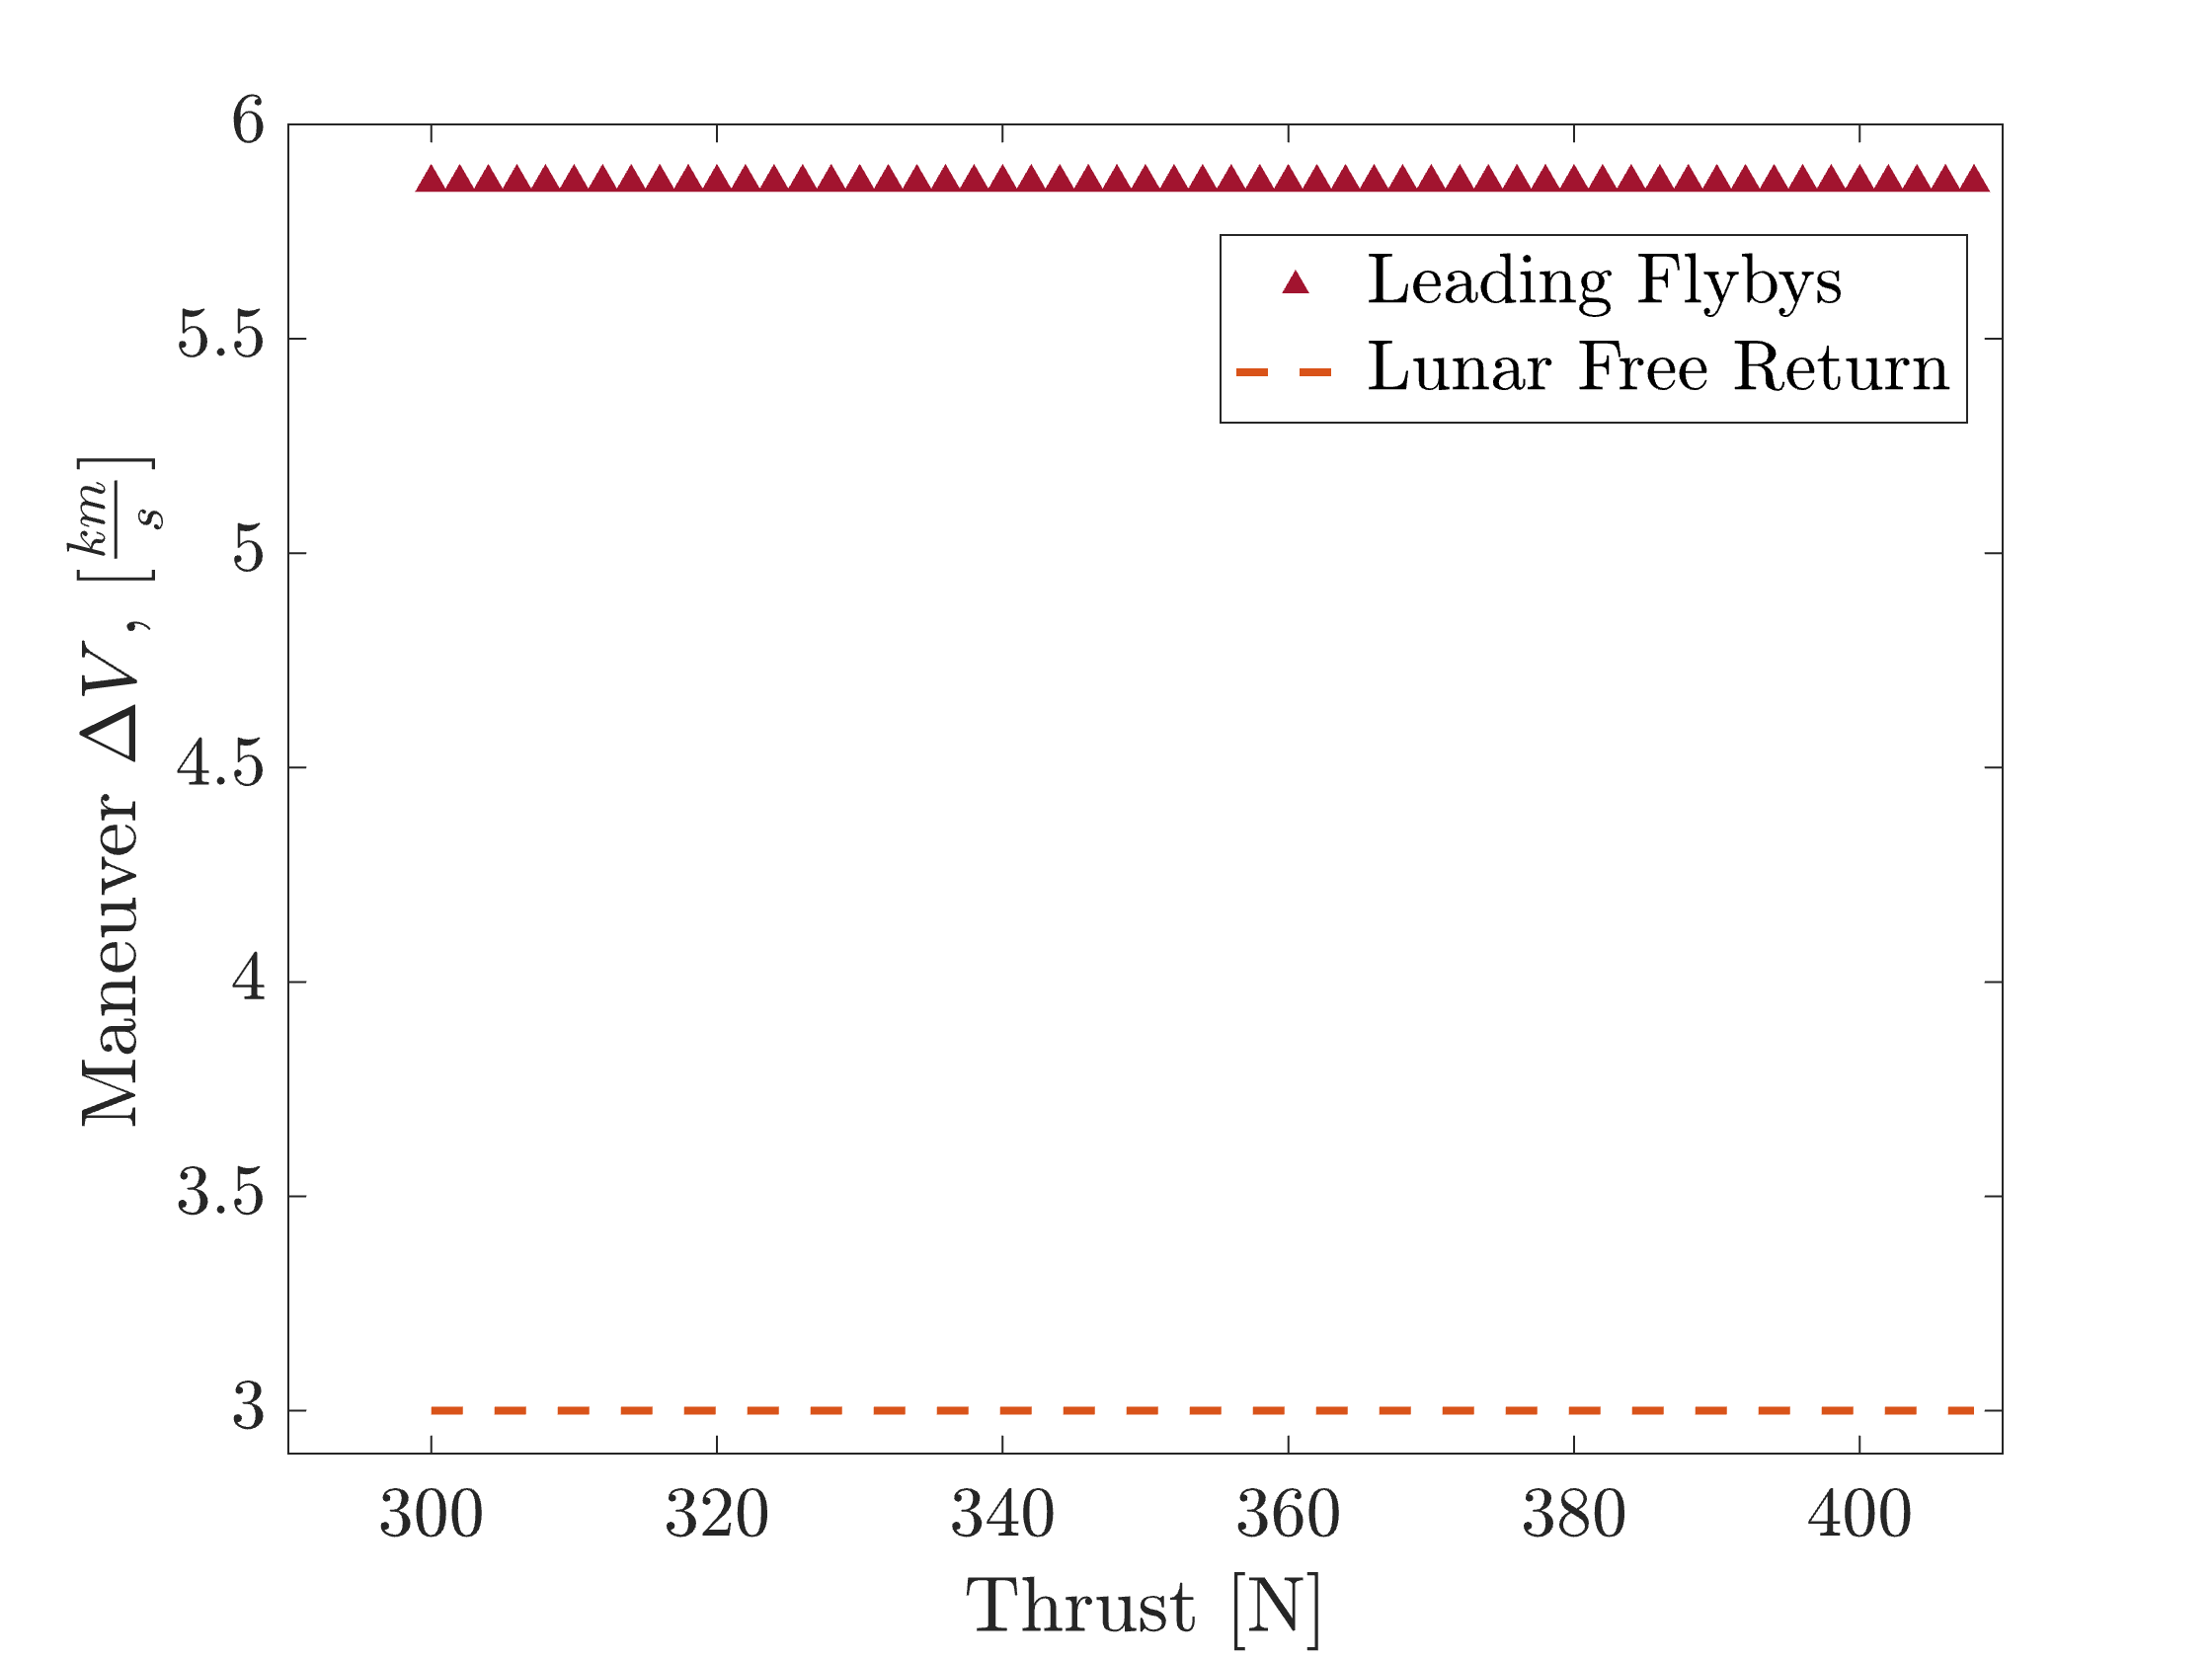 6
5.5
5
4.5
4
3.5
3
Maneuver ΔV, [km/s]
Leading Flybys
Lunar Free Return
300 320 340 360 380 400
Thrust [N]